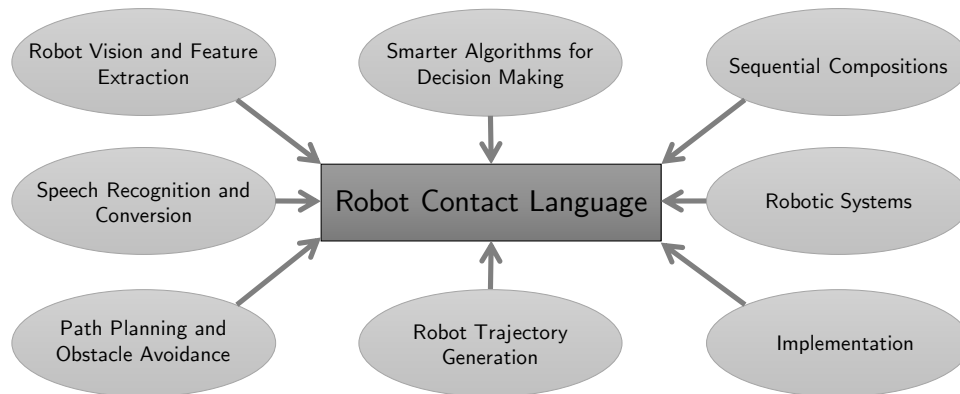 Robot Vision and Feature
Extraction
Smarter Algorithms for
Decision Making
Sequential Compositions
Speech Recognition and
Conversion
Robot Contact Language
Robotic Systems
Path Planning and
Obstacle Avoidance
Robot Trajectory
Generation
Implementation